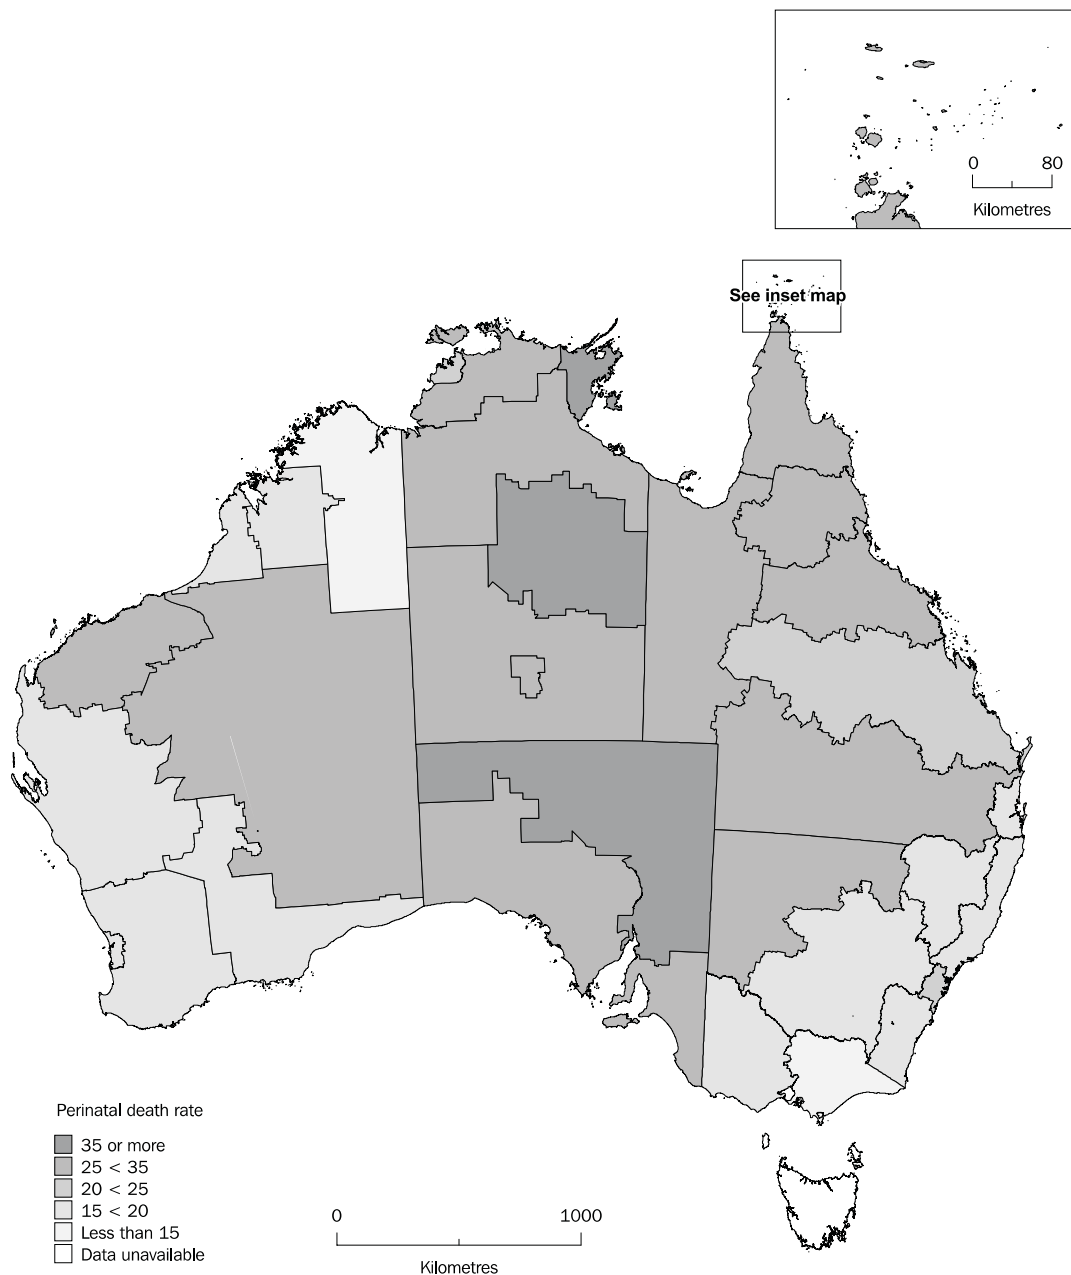 0 80
Kilometres
See inset map
Perinatal death rate
35 or more
25 < 35
20 < 25
15 < 20
Less than 15
Data unavailable
0 1000
Kilometres